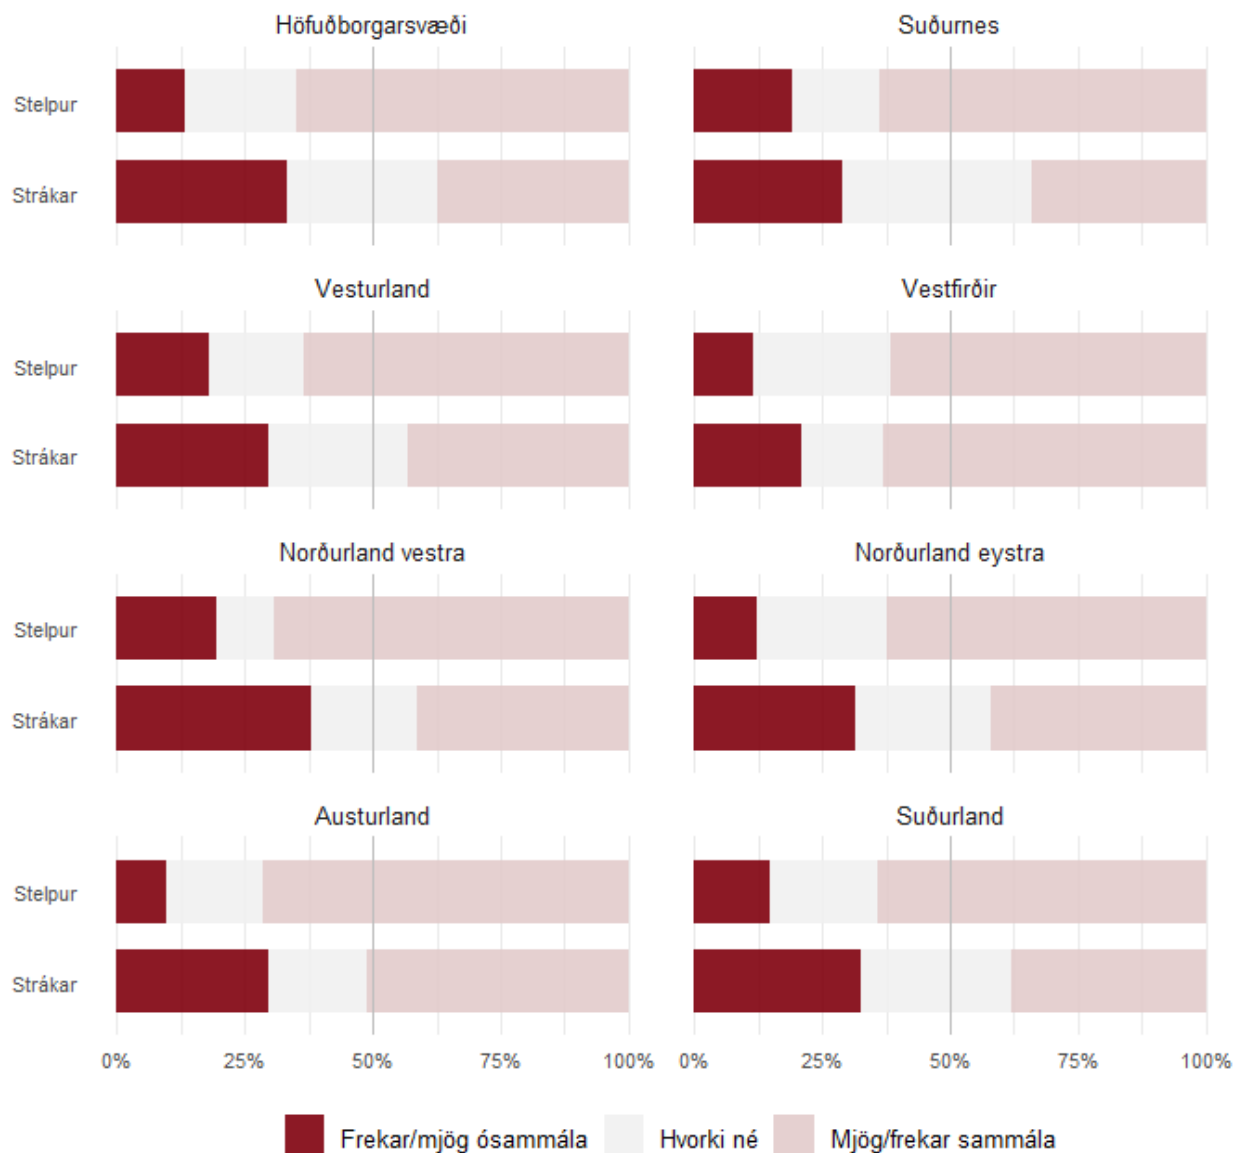 Höfuðborgarsvæði
Suðurnes
Stelpur
Strákar
Vesturland
Vestfirðir
Stelpur
Strákar
Norðurland vestra
Norðurland eystra
Stelpur
Strákar
Austurland
Suðurland
Stelpur
Strákar
0% 25% 50% 75% 100% 0% 25% 50% 75% 100%
Frekar/mjög ósammála Hvorki né Mjög/frekar sammála